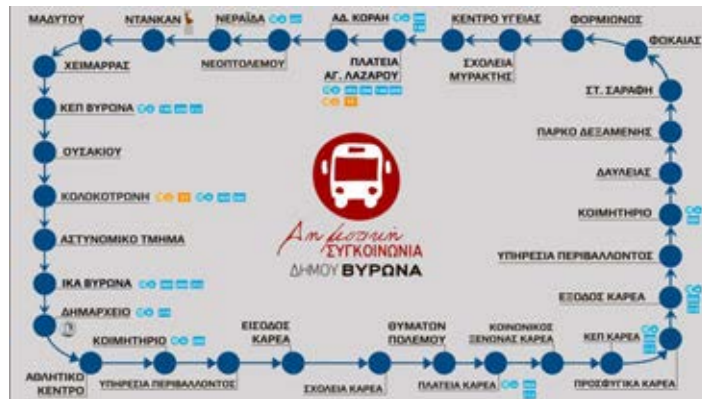 ΜΑΔΥΤΟΥ
ΝΤΑΝΚΑΝ
ΝΕΡΑΪΔΑ
ΑΔ. ΚΟΡΑΗ
ΚΕΝΤΡΟ ΥΓΕΙΑΣ
ΦΟΡΜΙΩΝΟΣ
ΦΩΚΑΙΑΣ
ΧΕΙΜΑΡΡΑΣ
ΝΕΟΠΤΟΛΕΜΟΥ
ΠΛΑΤΕΙΑ
ΑΓ. ΛΑΖΑΡΟΥ
ΣΧΟΛΕΙΑ
ΜΥΡΑΚΤΗΣ
ΣΤ. ΣΑΡΑΦΗ
ΚΕΠ ΒΥΡΩΝΑ
ΠΑΡΚΟ ΔΕΞΑΜΕΝΗΣ
ΟΥΣΑΚΙΟΥ
ΔΑΥΛΕΙΑΣ
ΚΟΛΟΚΟΤΡΩΝΗ
ΚΟΙΜΗΤΗΡΙΟ
ΑΣΤΥΝΟΜΙΚΟ ΤΜΗΜΑ
Δημοτική
ΣΥΓΚΟΙΝΩΝΙΑ
ΔΗΜΟΥ ΒΥΡΩΝΑ
ΥΠΗΡΕΣΙΑ ΠΕΡΙΒΑΛΛΟΝΤΟΣ
ΙΚΑ ΒΥΡΩΝΑ
ΕΞΟΔΟΣ ΚΑΡΕΑ
ΔΗΜΑΡΧΕΙΟ
ΚΟΙΜΗΤΗΡΙΟ
ΕΙΣΟΔΟΣ
ΚΑΡΕΑ
ΘΥΜΑΤΩΝ
ΠΟΛΕΜΟΥ
ΚΟΙΝΩΝΙΚΟΣ
ΞΕΝΩΝΑΣ ΚΑΡΕΑ
ΚΕΠ ΚΑΡΕΑ
ΑΘΛΗΤΙΚΟ
ΚΕΝΤΡΟ
ΥΠΗΡΕΣΙΑ ΠΕΡΙΒΑΛΛΟΝΤΟΣ
ΣΧΟΛΕΙΑ ΚΑΡΕΑ
ΠΛΑΤΕΙΑ ΚΑΡΕΑ
ΠΡΟΣΦΥΓΙΚΑ ΚΑΡΕΑ